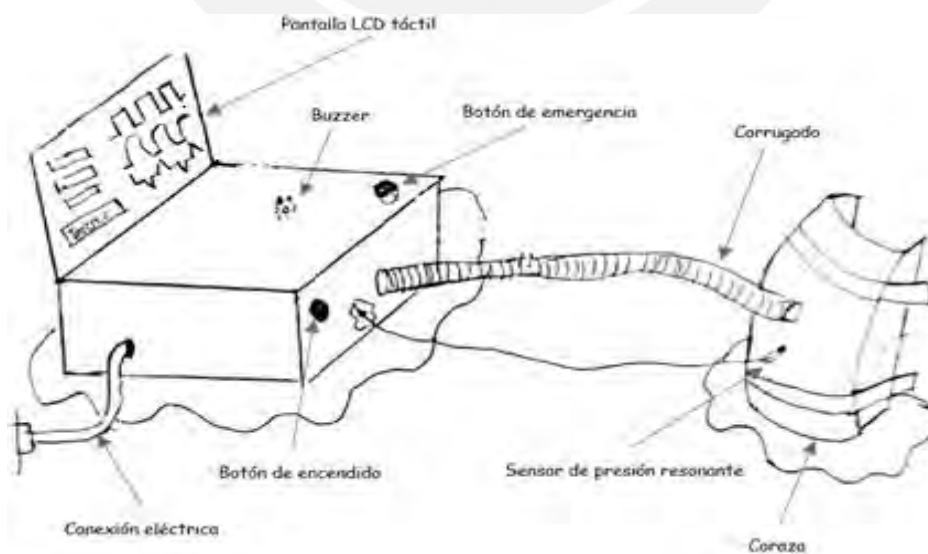 Pantalla LCD táctil
Buzzer
Botón de emergencia
Corrugado
Botón de encendido
Sensor de presión resonante
Conexión eléctrica
Coraza